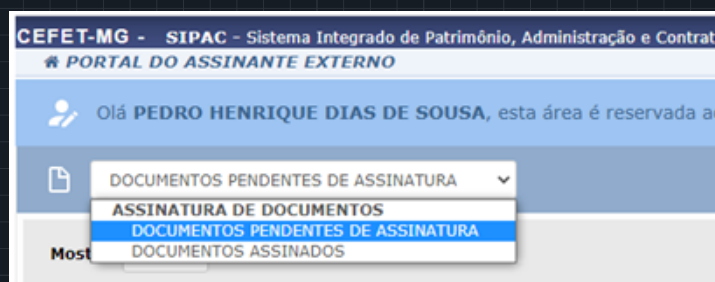 CEFET-MG - SIPAC - Sistema Integrado de Patrimônio, Administração e Contrat
PORTAL DO ASSINANTE EXTERNO
Olá PEDRO HENRIQUE DIAS DE SOUSA, esta área é reservada a
DOCUMENTOS PENDENTES DE ASSINATURA
ASSINATURA DE DOCUMENTOS
DOCUMENTOS PENDENTES DE ASSINATURA
DOCUMENTOS ASSINADOS
Most